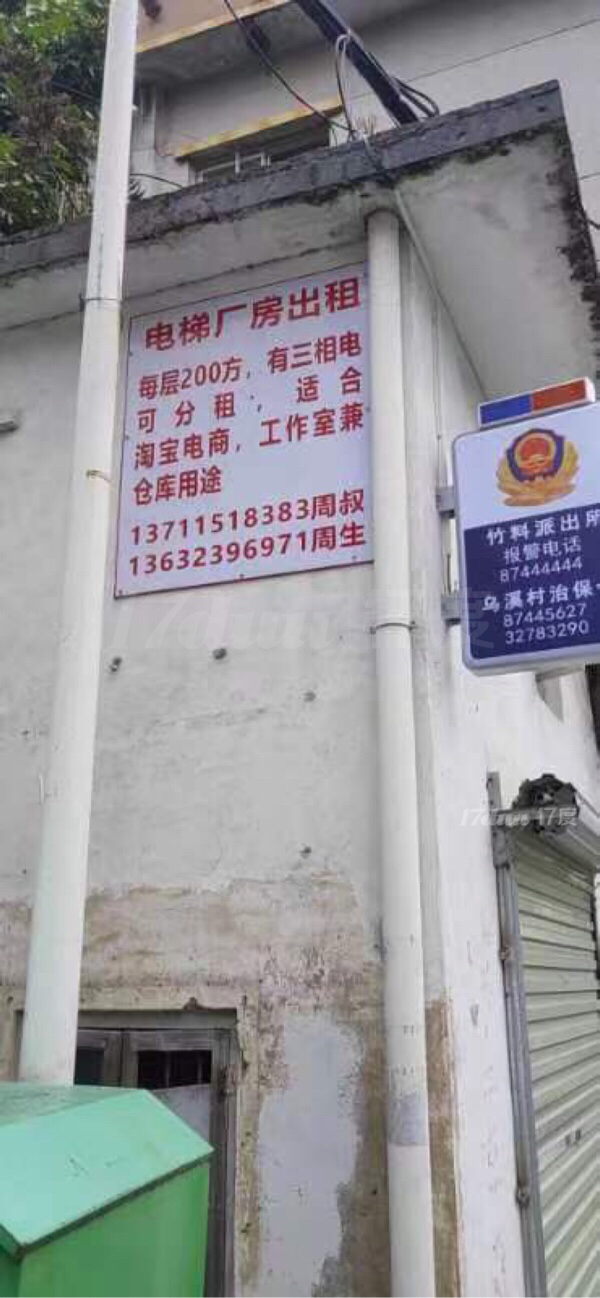 电梯厂房出租
每层200方，有三相电
可分租，适合
淘宝电商，工作室兼
仓库用途
13711518383周叔
13632396971周生
竹料派出所
报警电话
87444444
乌溪村治保
87445627
32783290
17度